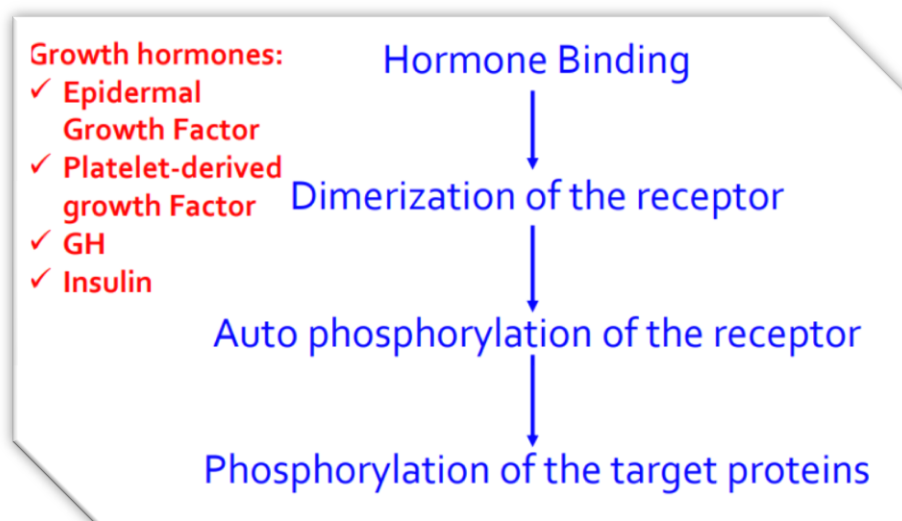 Growth hormones:
✓ Epidermal
Growth Factor
✓ Platelet-derived
growth Factor
✓ GH
✓ Insulin
Hormone Binding
Dimerization of the receptor
Auto phosphorylation of the receptor
Phosphorylation of the target proteins